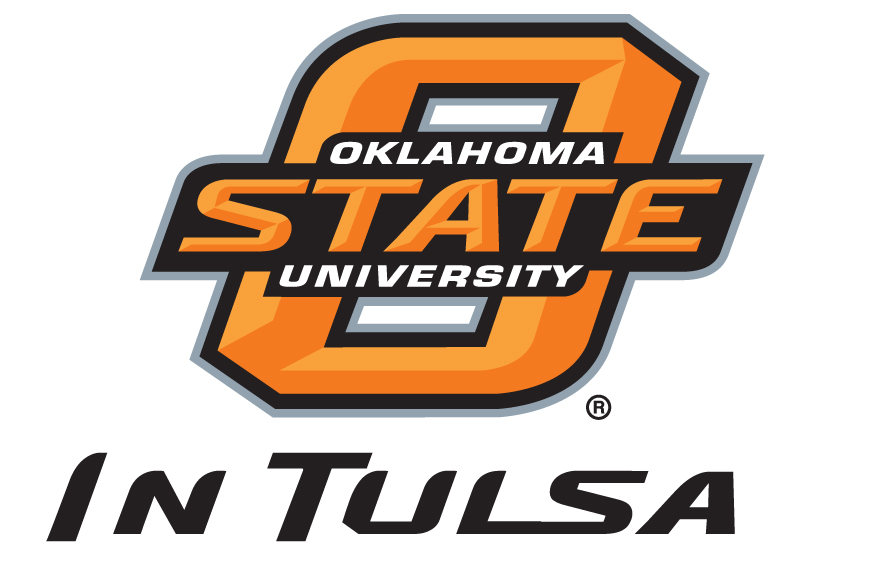 OKLAHOMA
STATE
UNIVERSITY
®
IN TULSA